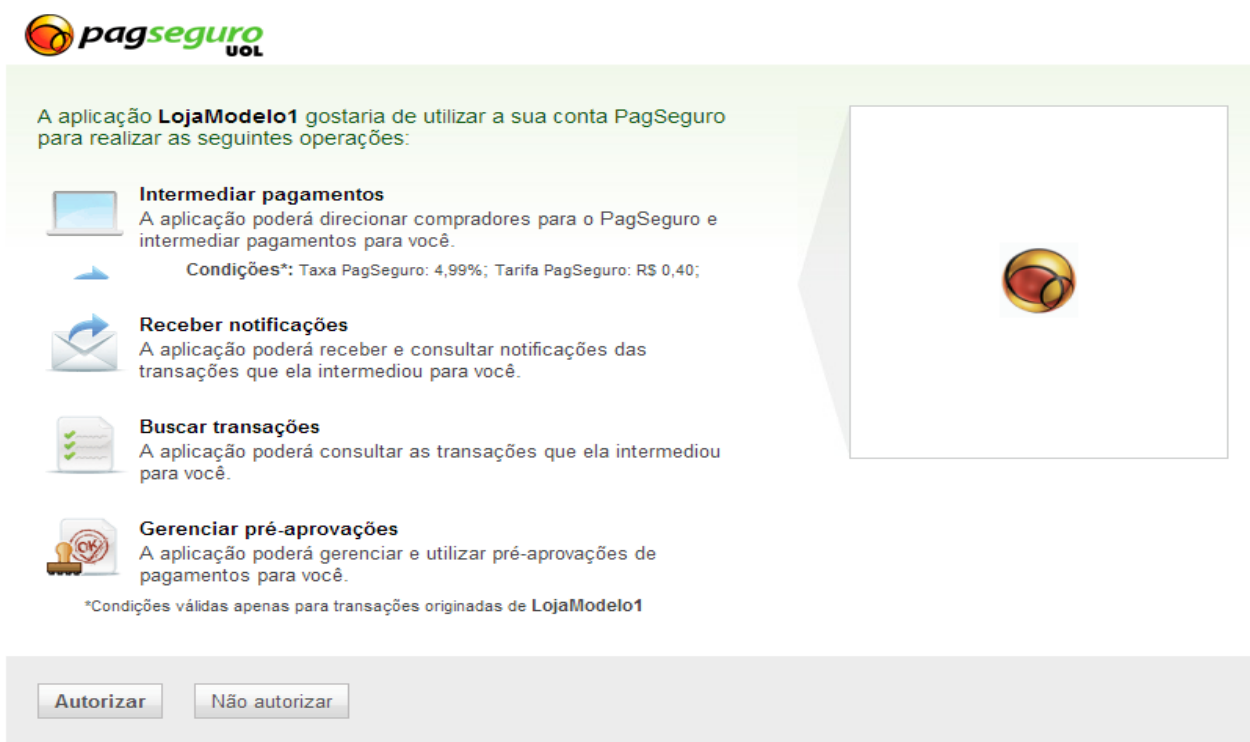 pagseguro
UOL
A aplicação LojaModelo1 gostaria de utilizar a sua conta PagSeguro
para realizar as seguintes operações:
Intermediar pagamentos
A aplicação poderá direcionar compradores para o PagSeguro e
intermediar pagamentos para você.
Condições*: Taxa PagSeguro: 4,99%; Tarifa PagSeguro: R$ 0,40;
Receber notificações
A aplicação poderá receber e consultar notificações das
transações que ela intermediou para você.
Buscar transações
A aplicação poderá consultar as transações que ela intermediou
para você.
OK
Gerenciar pré-aprovações
A aplicação poderá gerenciar e utilizar pré-aprovações de
pagamentos para você.
*Condições válidas apenas para transações originadas de LojaModelo1
Autorizar
Não autorizar